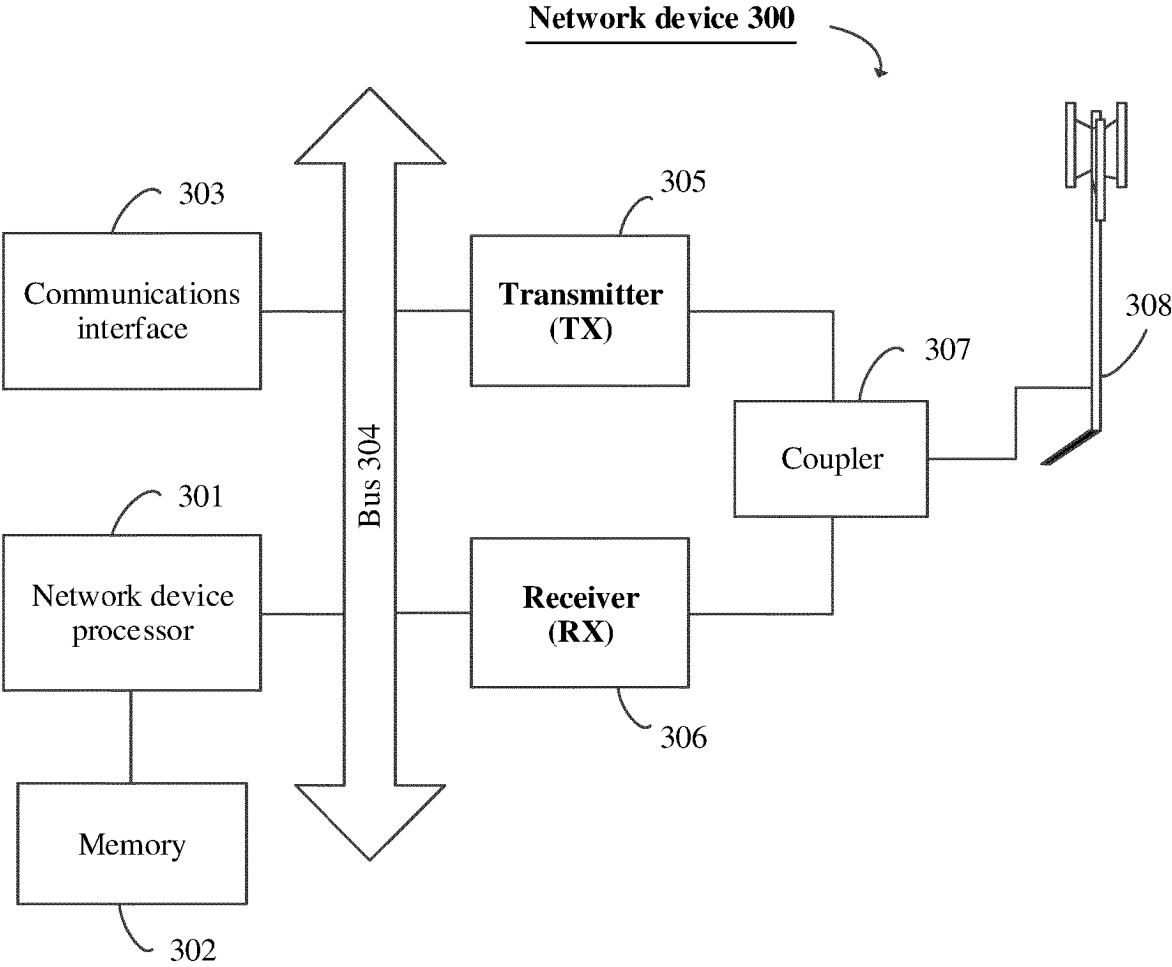 Network device 300
303
305
Communications
interface
Transmitter
(TX)
308
307
Coupler
Bus 304
301
Network device
processor
Receiver
(RX)
306
Memory
302